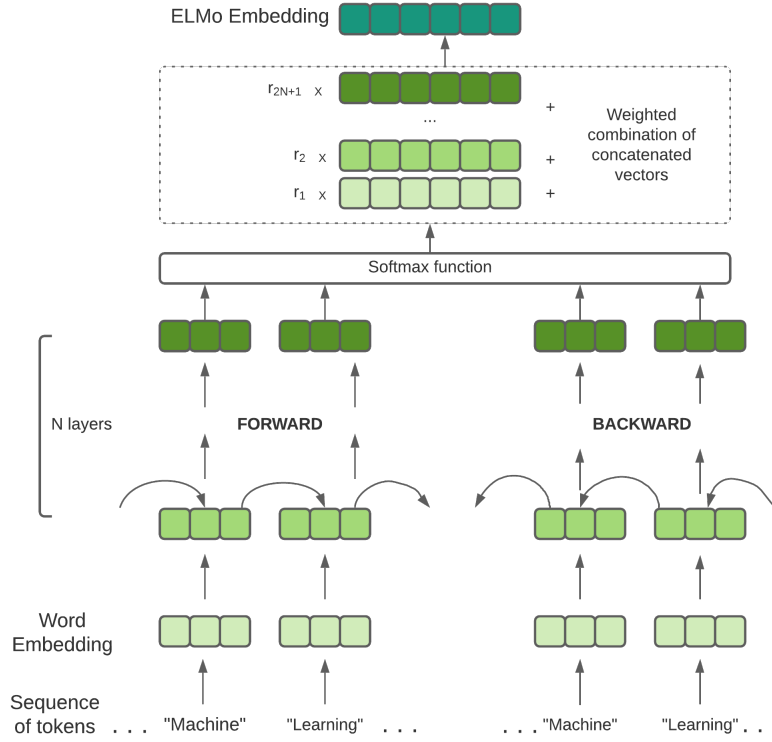 ELMo Embedding
r2N+1 x
...
+
r2 x
+
r1 x
+
Weighted
combination of
concatenated
vectors
Softmax function
N layers
FORWARD
BACKWARD
Word
Embedding
Sequence
of tokens
. . . "Machine" "Learning" . . .
. . . "Machine" "Learning" . .